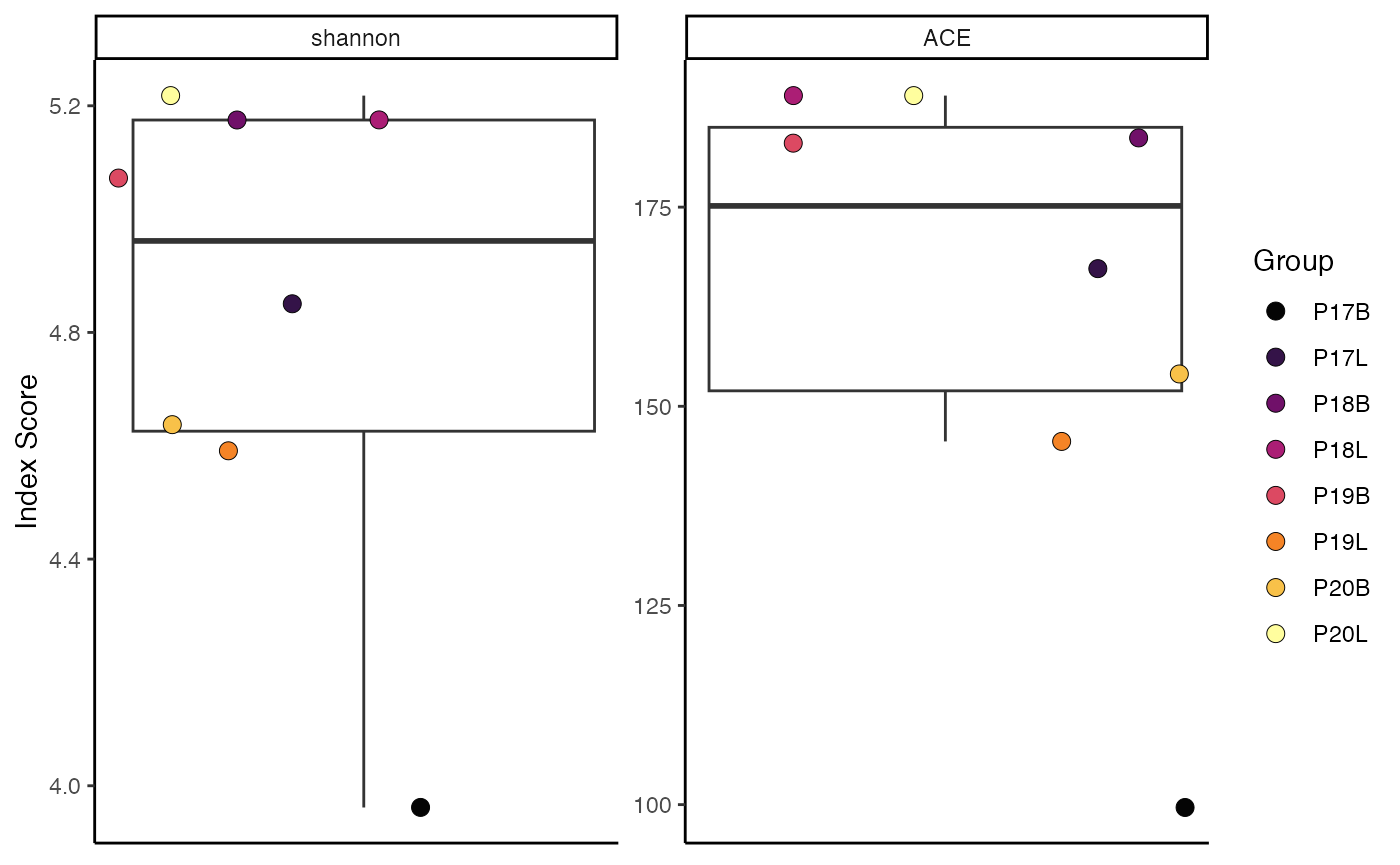 shannon
ACE
5.2
4.8
4.4
4.0
Index Score
175
150
125
100
Group
P17B
P17L
P18B
P18L
P19B
P19L
P20B
P20L